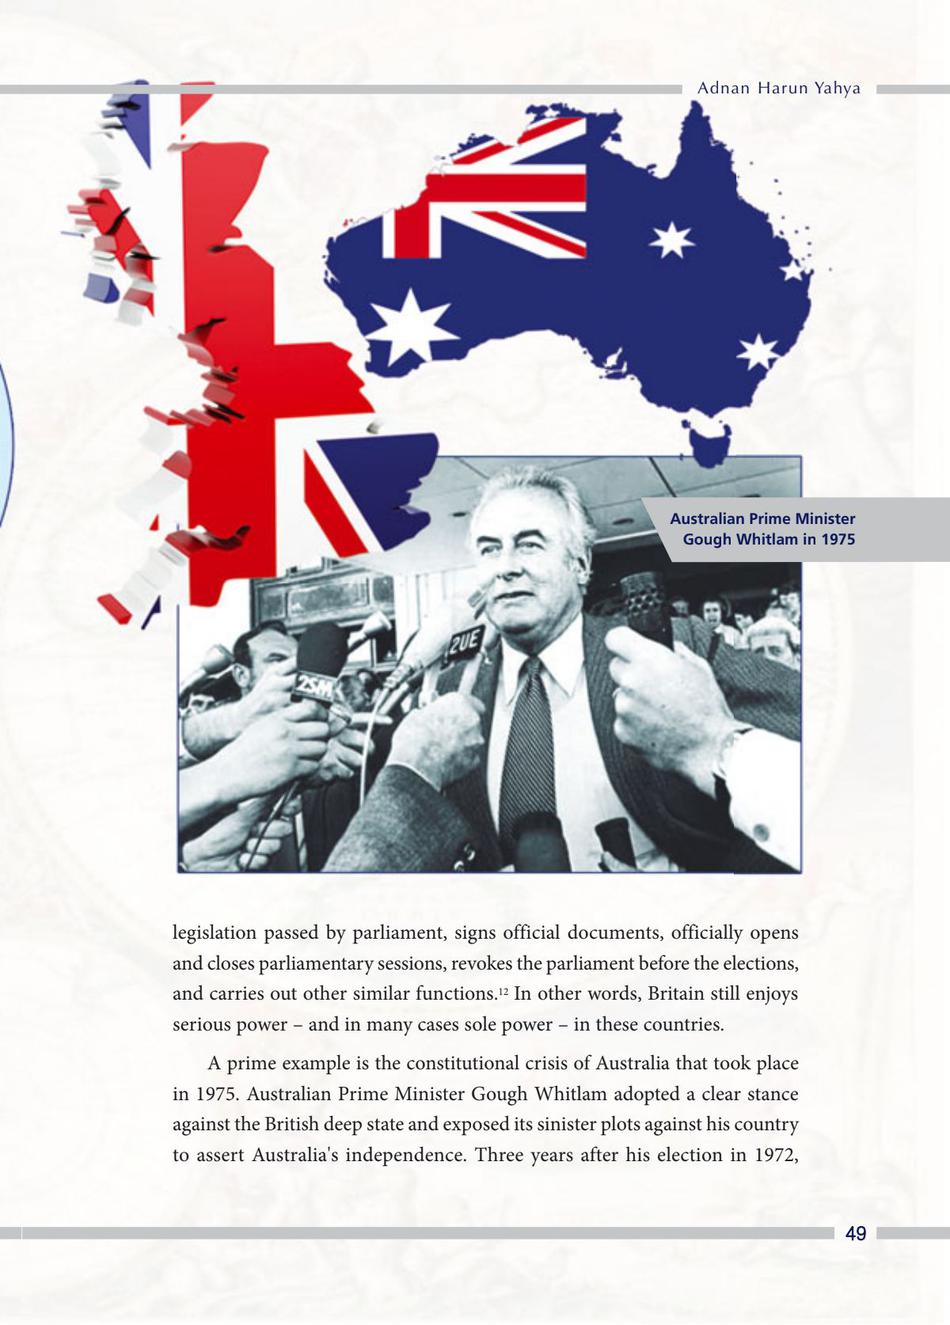 Adnan Harun Yahya
Australian Prime Minister
Gough Whitlam in 1975
2UE
2SM
legislation passed by parliament, signs official documents, officially opens
and closes parliamentary sessions, revokes the parliament before the elections,
and carries out other similar functions.12 In other words, Britain still enjoys
serious power – and in many cases sole power – in these countries.
A prime example is the constitutional crisis of Australia that took place
in 1975. Australian Prime Minister Gough Whitlam adopted a clear stance
against the British deep state and exposed its sinister plots against his country
to assert Australia's independence. Three years after his election in 1972,
49